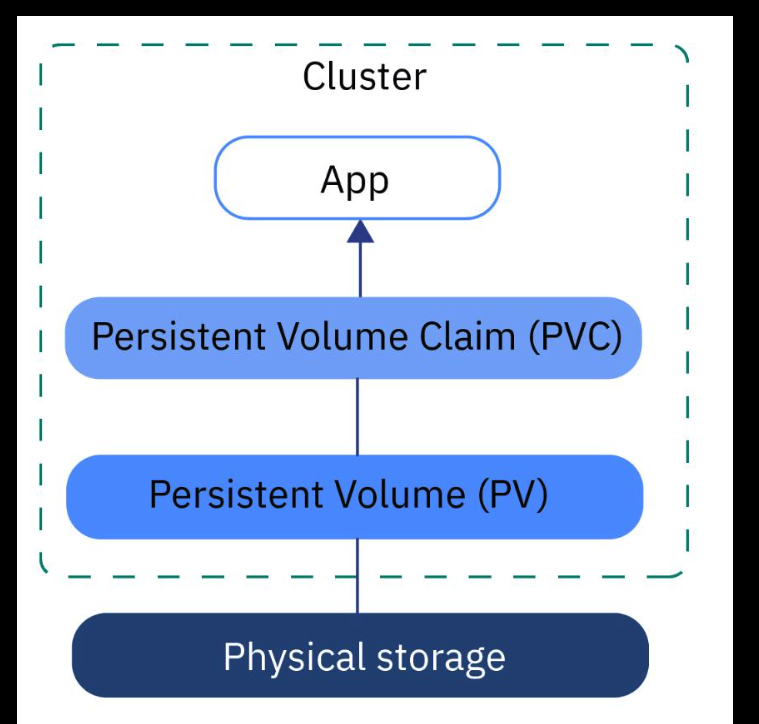 Cluster
App
Persistent Volume Claim (PVC)
Persistent Volume (PV)
Physical storage